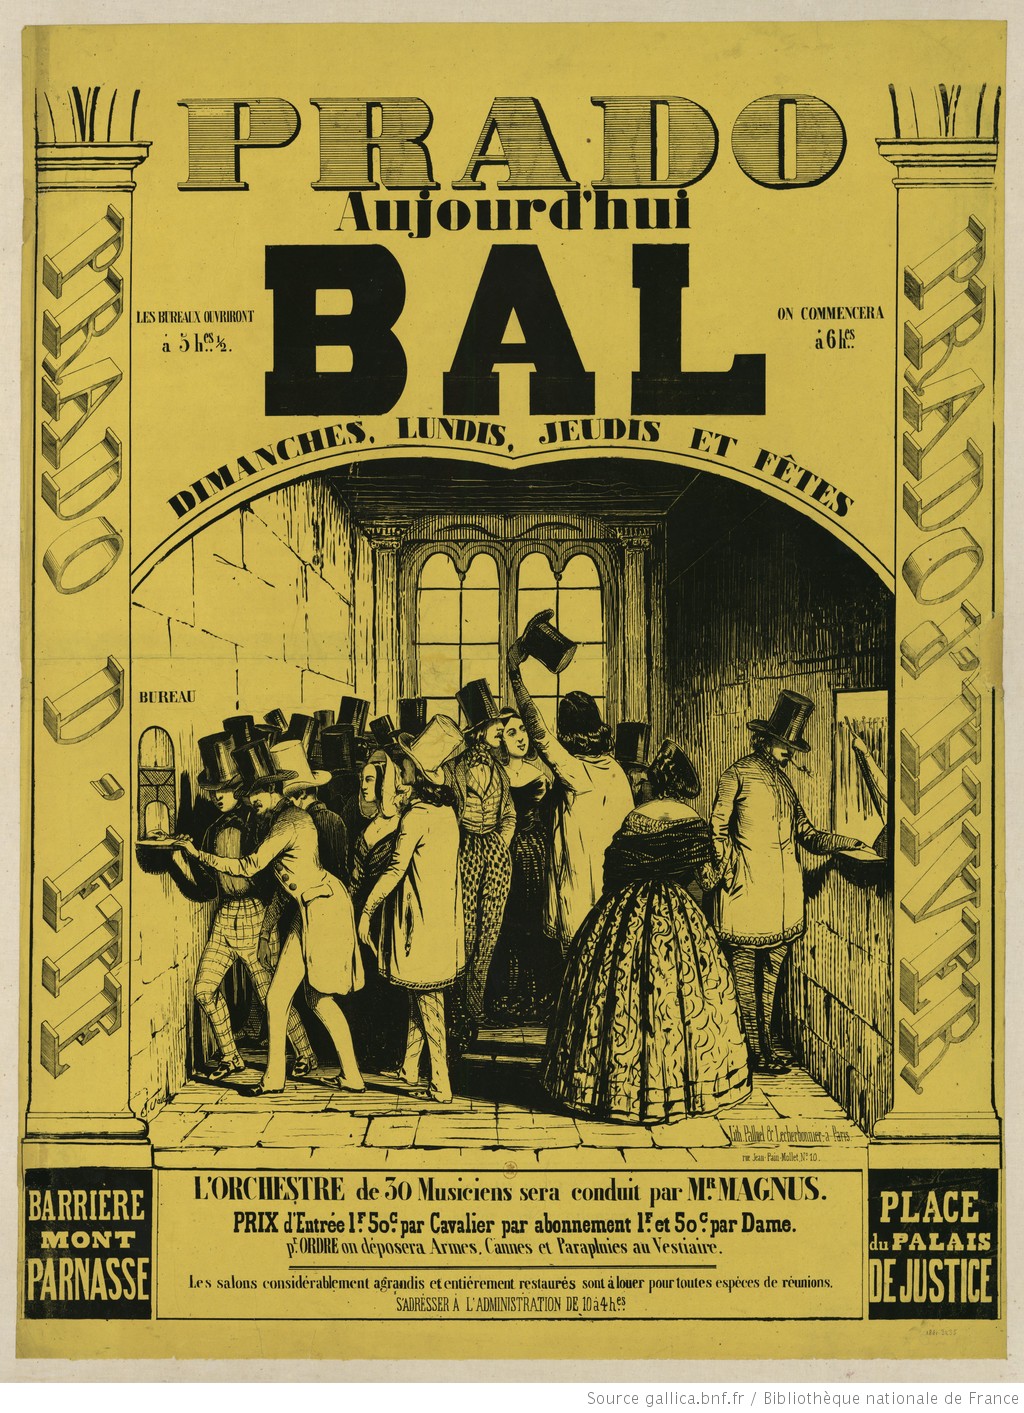 PRADO
Aujourd'hui
BAL
LES BUREAUX OUVRIRONT
à 5 hes ½.
ON COMMENCERA
à 6 hes
DIMANCHES, LUNDIS, JEUDIS ET FÊTES
PRADO D'ÉTÉ
PRADO d'HIVER
BUREAU
Lith. Palhiel & Lecherbonnier à Paris
rue Jean-Pain-Mollet, No 10.
BARRIÈRE
MONT
PARNASSE
L'ORCHESTRE de 30 Musiciens sera conduit par MR MAGNUS.
PRIX d'Entrée 1f. 50c. par Cavalier par abonnement 1f. et 50c par Dame.
pr. ORDRE on déposera Armes, Cannes et Parapluies au Vestiaire.
Les salons considérablement agrandis et entièrement restaurés sont à louer pour toutes espèces de réunions.
S'ADRESSER À L'ADMINISTRATION DE 10 à 4 hes
PLACE
du PALAIS
DE JUSTICE
Source gallica.bnf.fr / Bibliothèque nationale de France